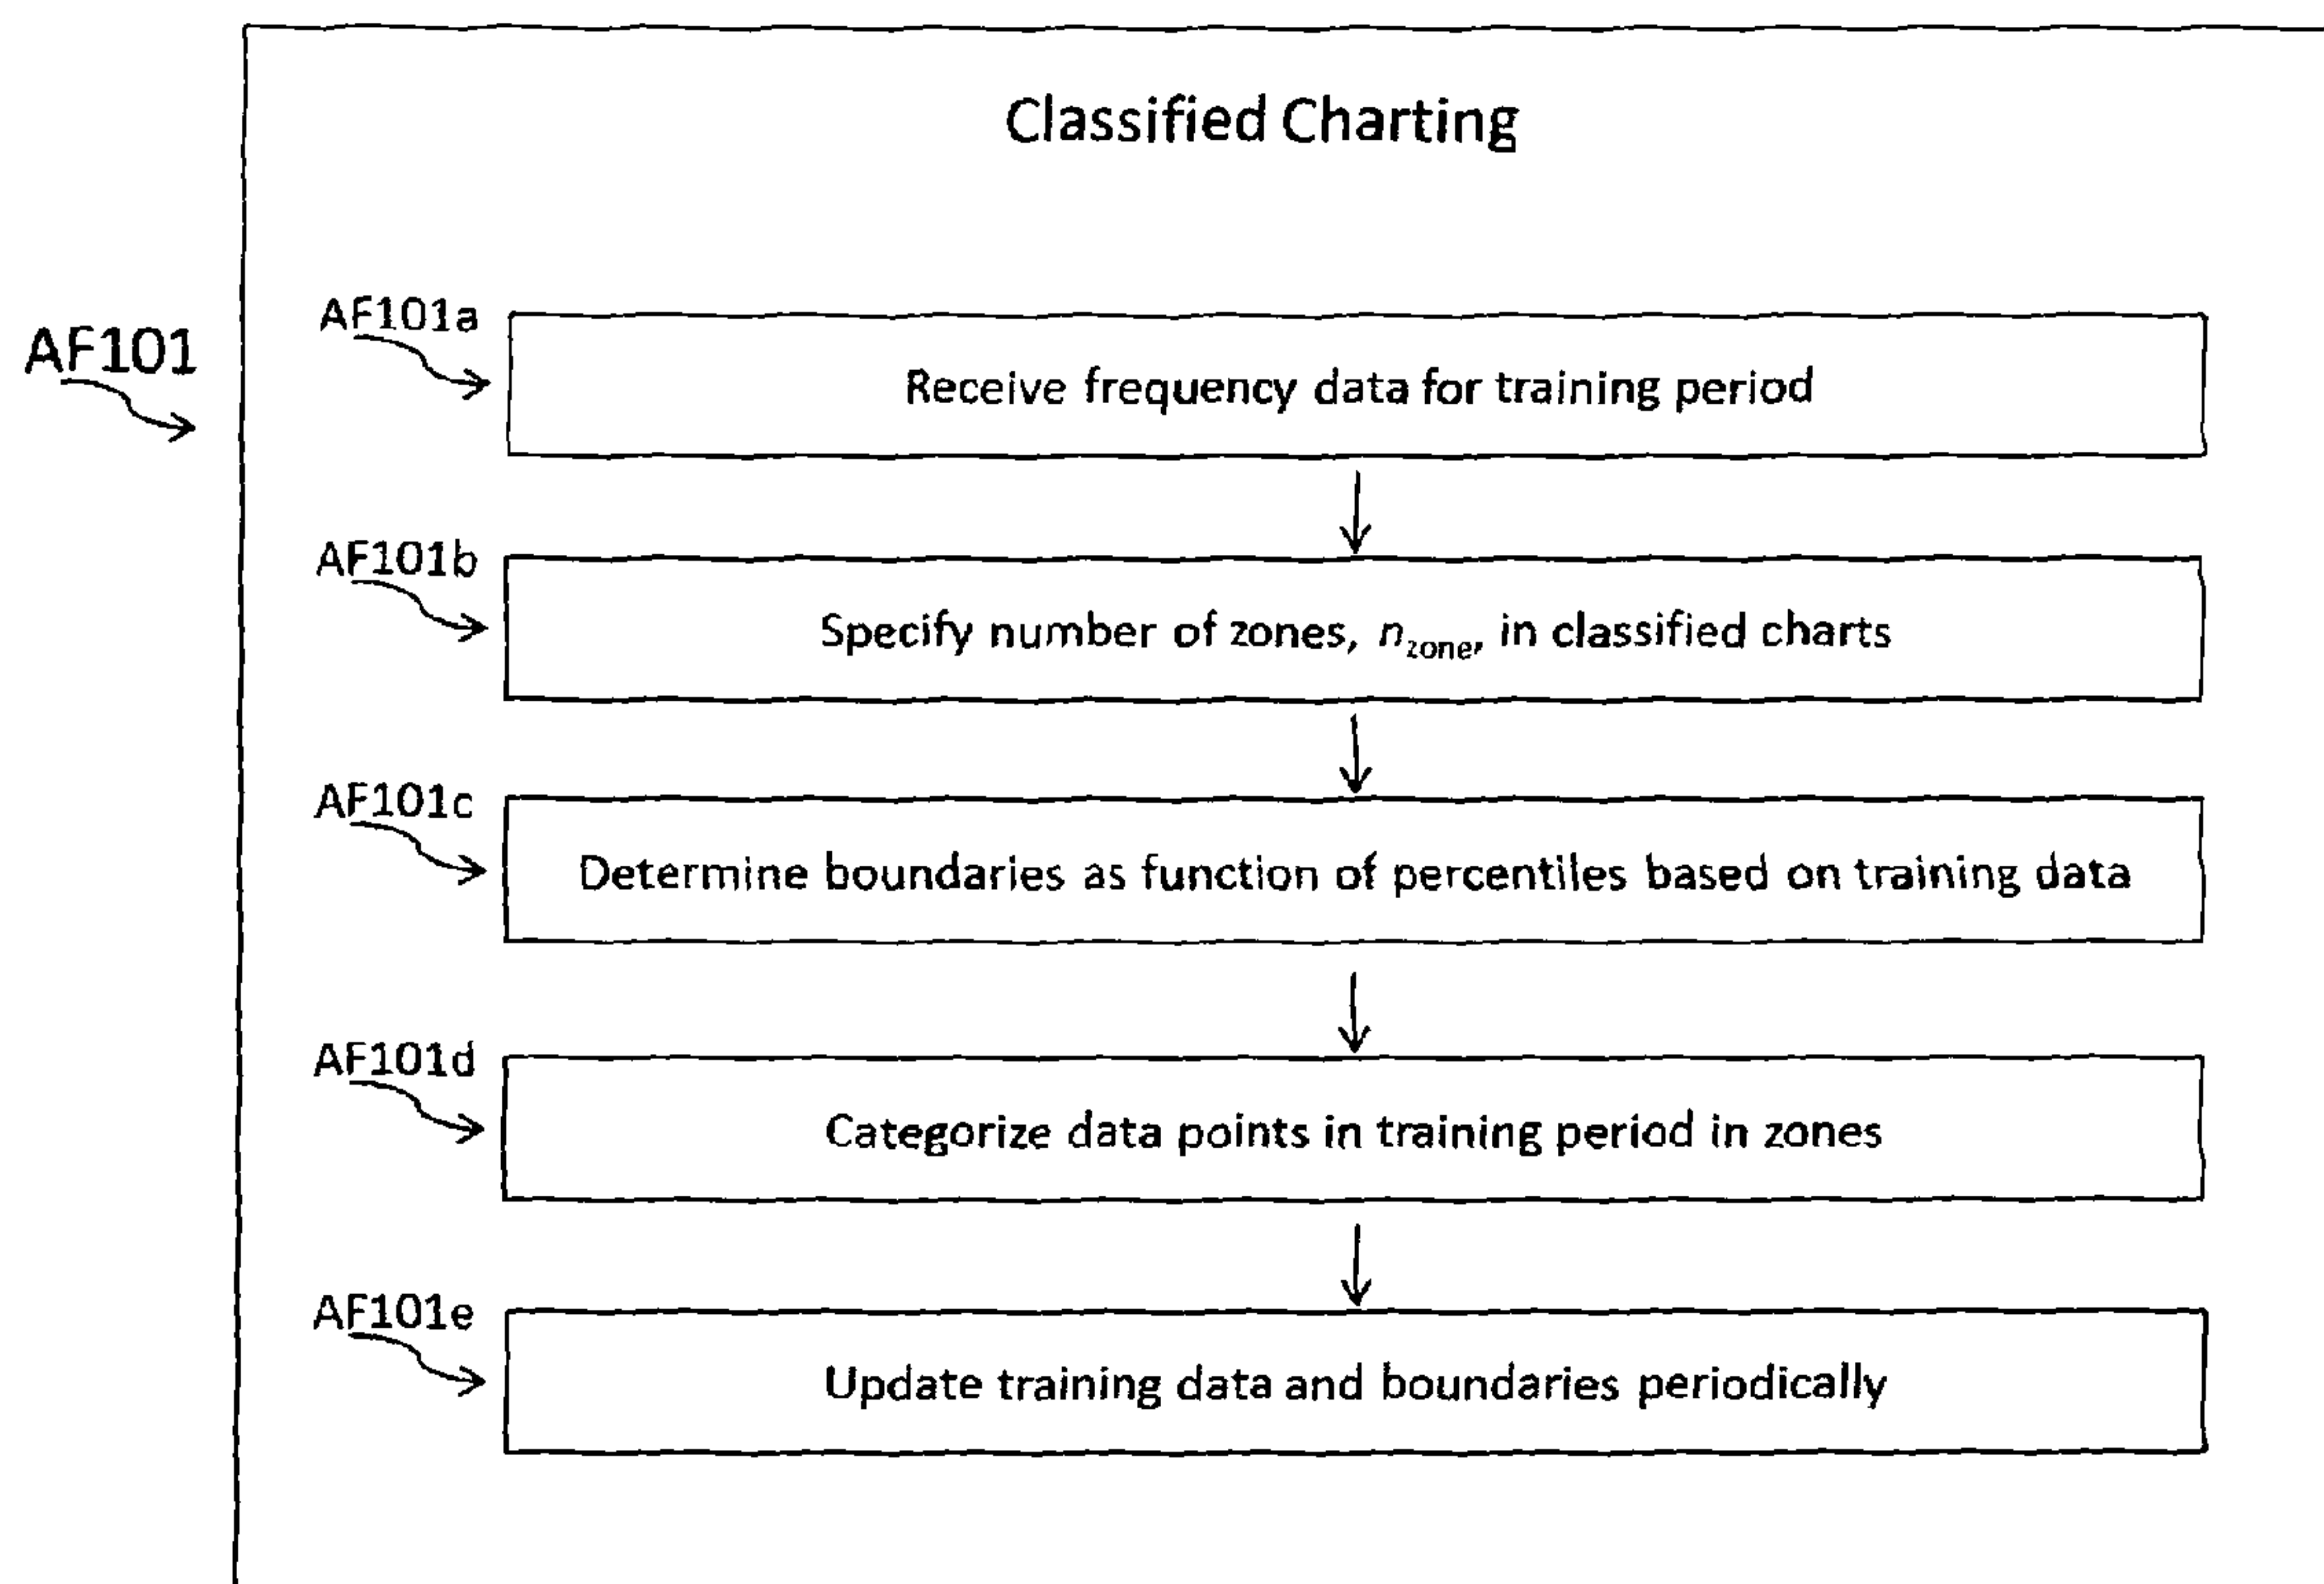 Classified Charting
AF101
AF101a
Receive frequency data for training period
AF101b
Specify number of zones, n_zone, in classified charts
AF101c
Determine boundaries as function of percentiles based on training data
AF101d
Categorize data points in training period in zones
AF101e
Update training data and boundaries periodically